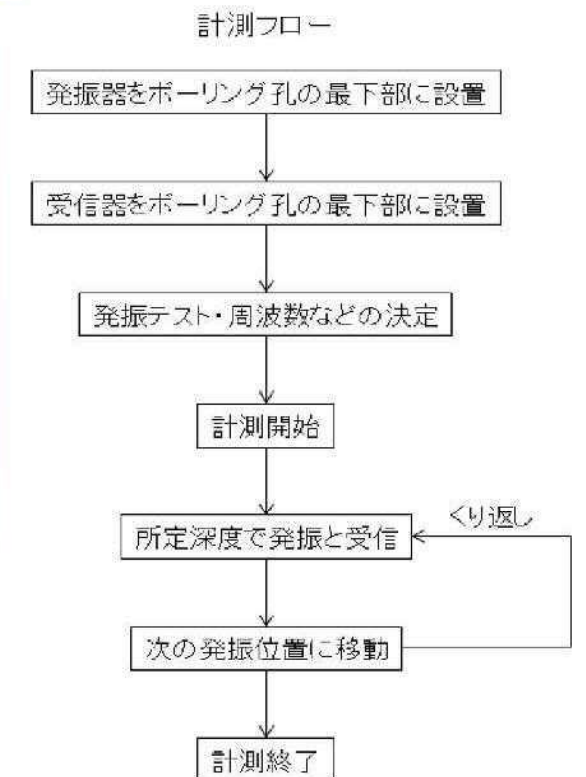 計測フロー
発振器をボーリング孔の最下部に設置
受信器をボーリング孔の最下部に設置
発振テスト・周波数などの決定
計測開始
所定深度で発振と受信
くり返し
次の発振位置に移動
計測終了